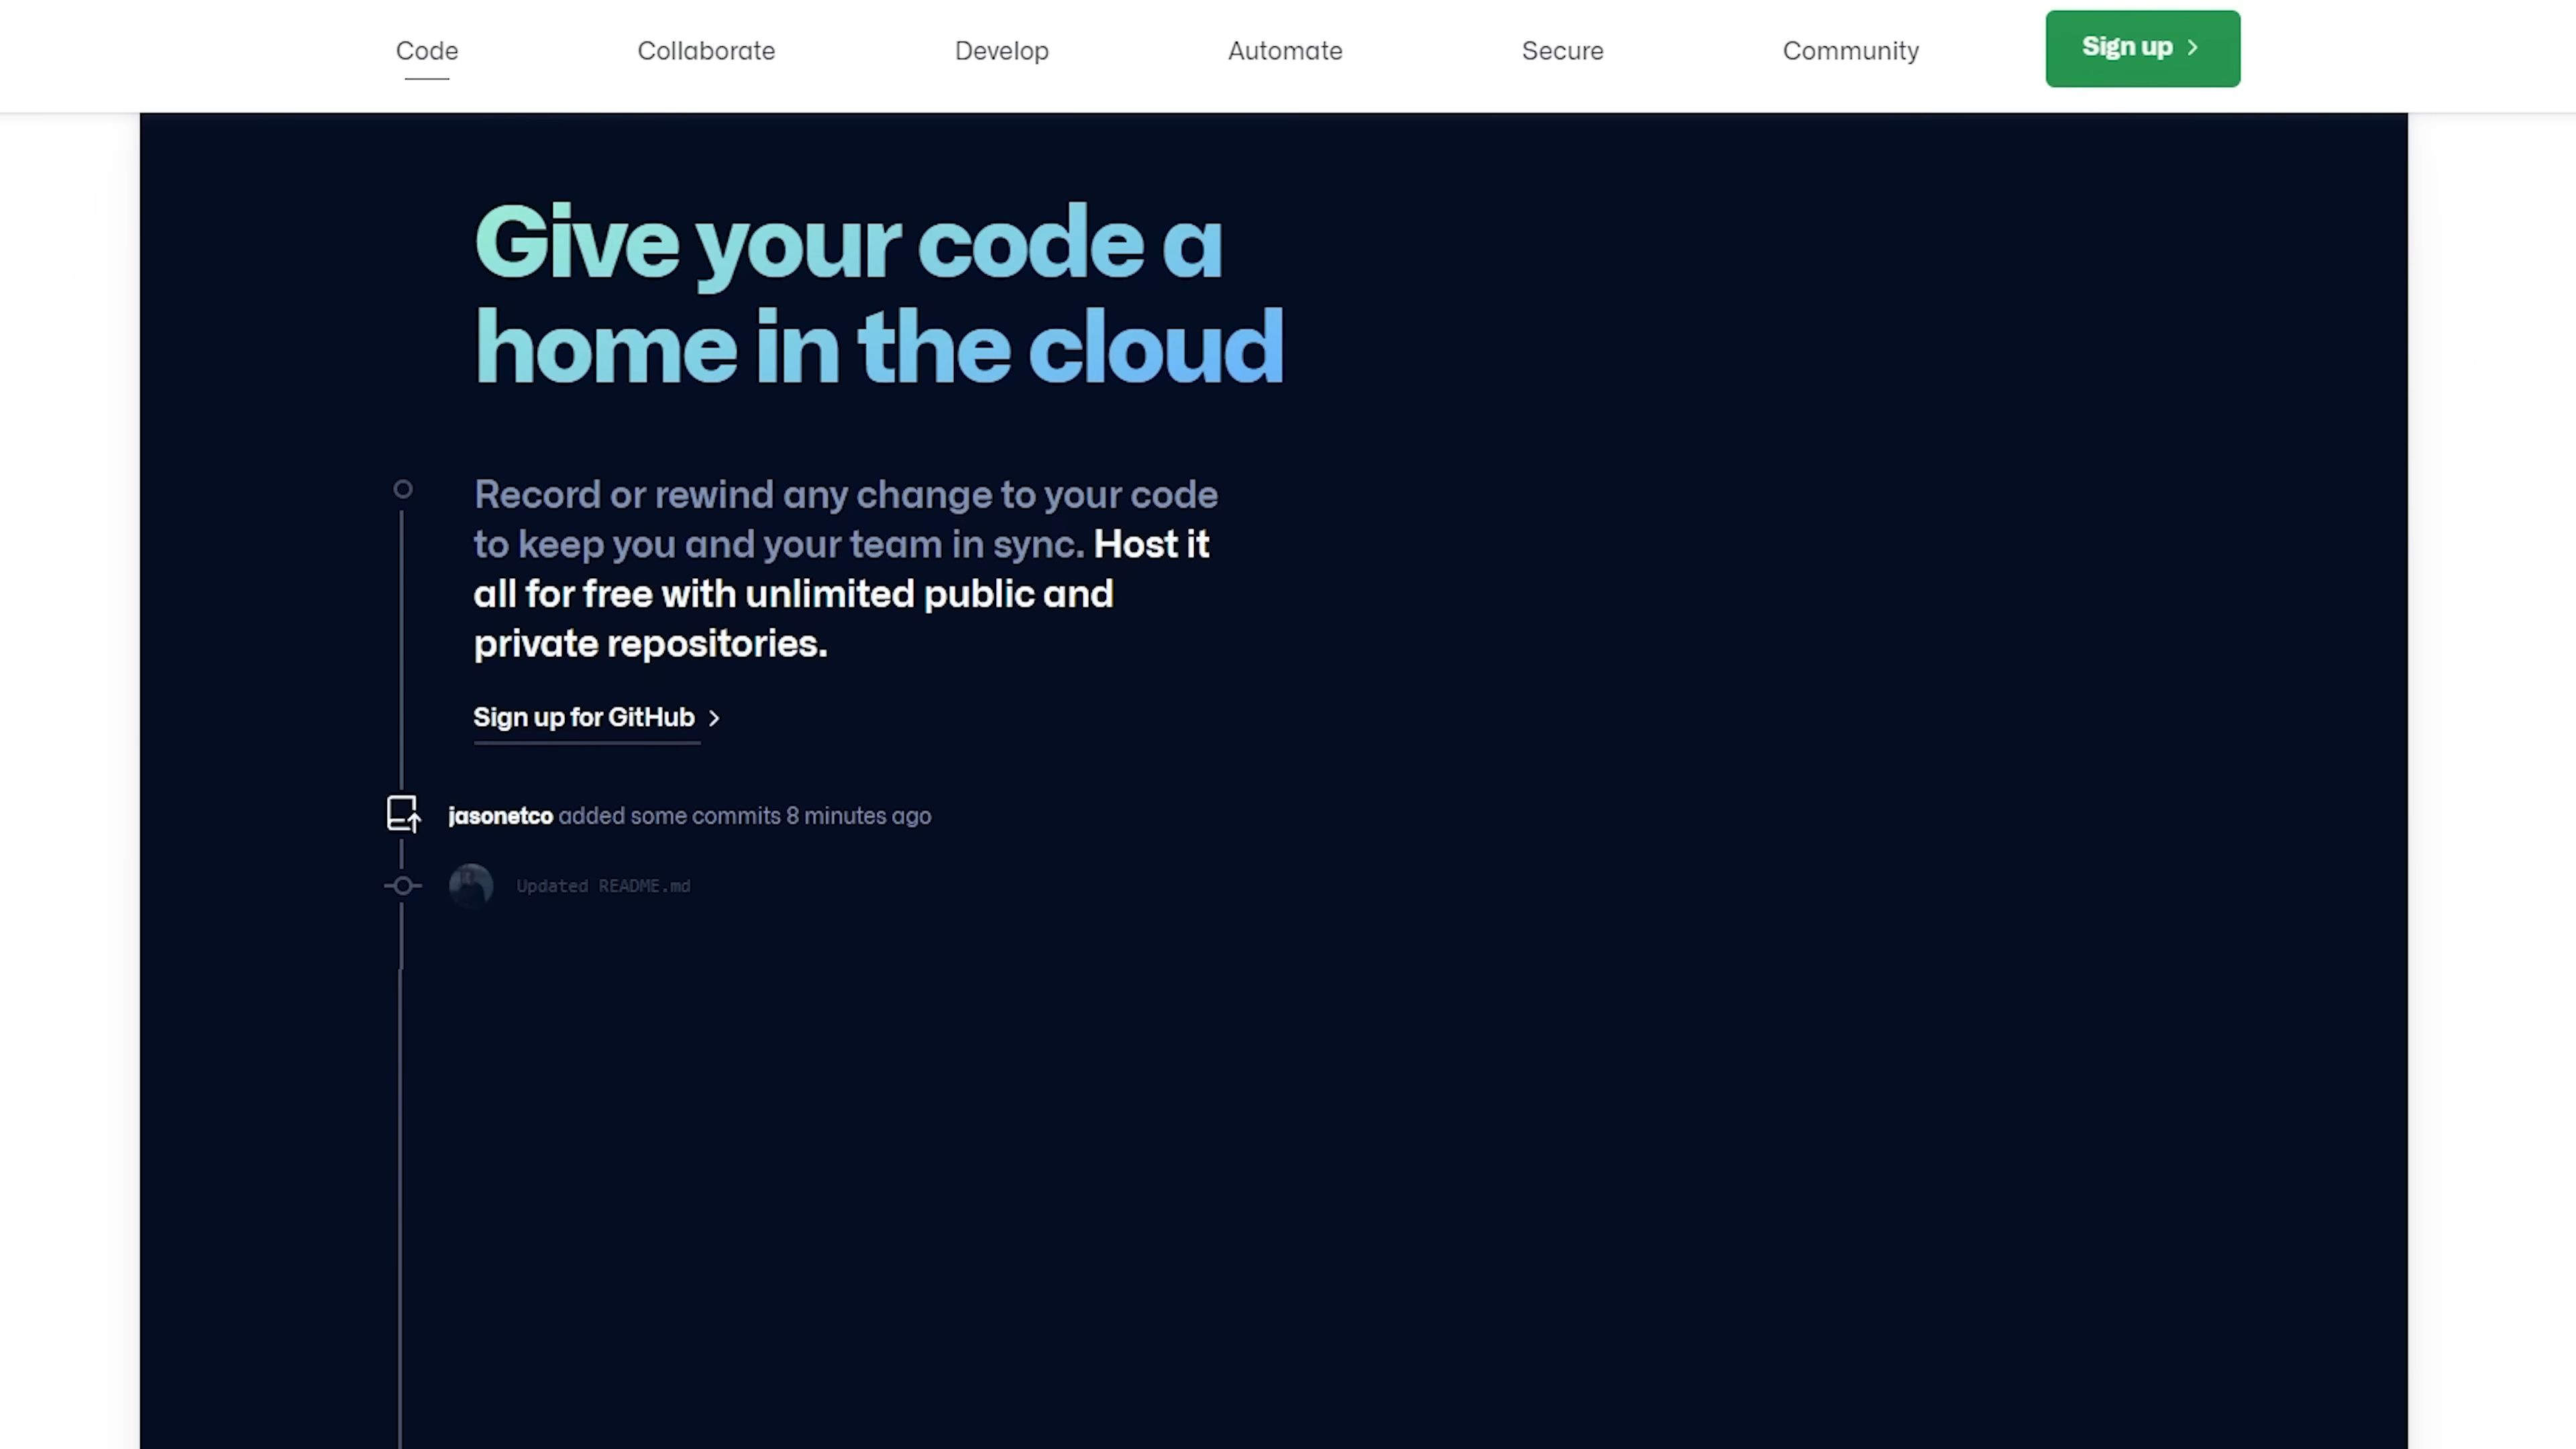 Code
Collaborate
Develop
Automate
Secure
Community
Sign up
Give your code a
home in the cloud
Record or rewind any change to your code
to keep you and your team in sync. Host it
all for free with unlimited public and
private repositories.
Sign up for GitHub
jasonetco added some commits 8 minutes ago
Updated README.md